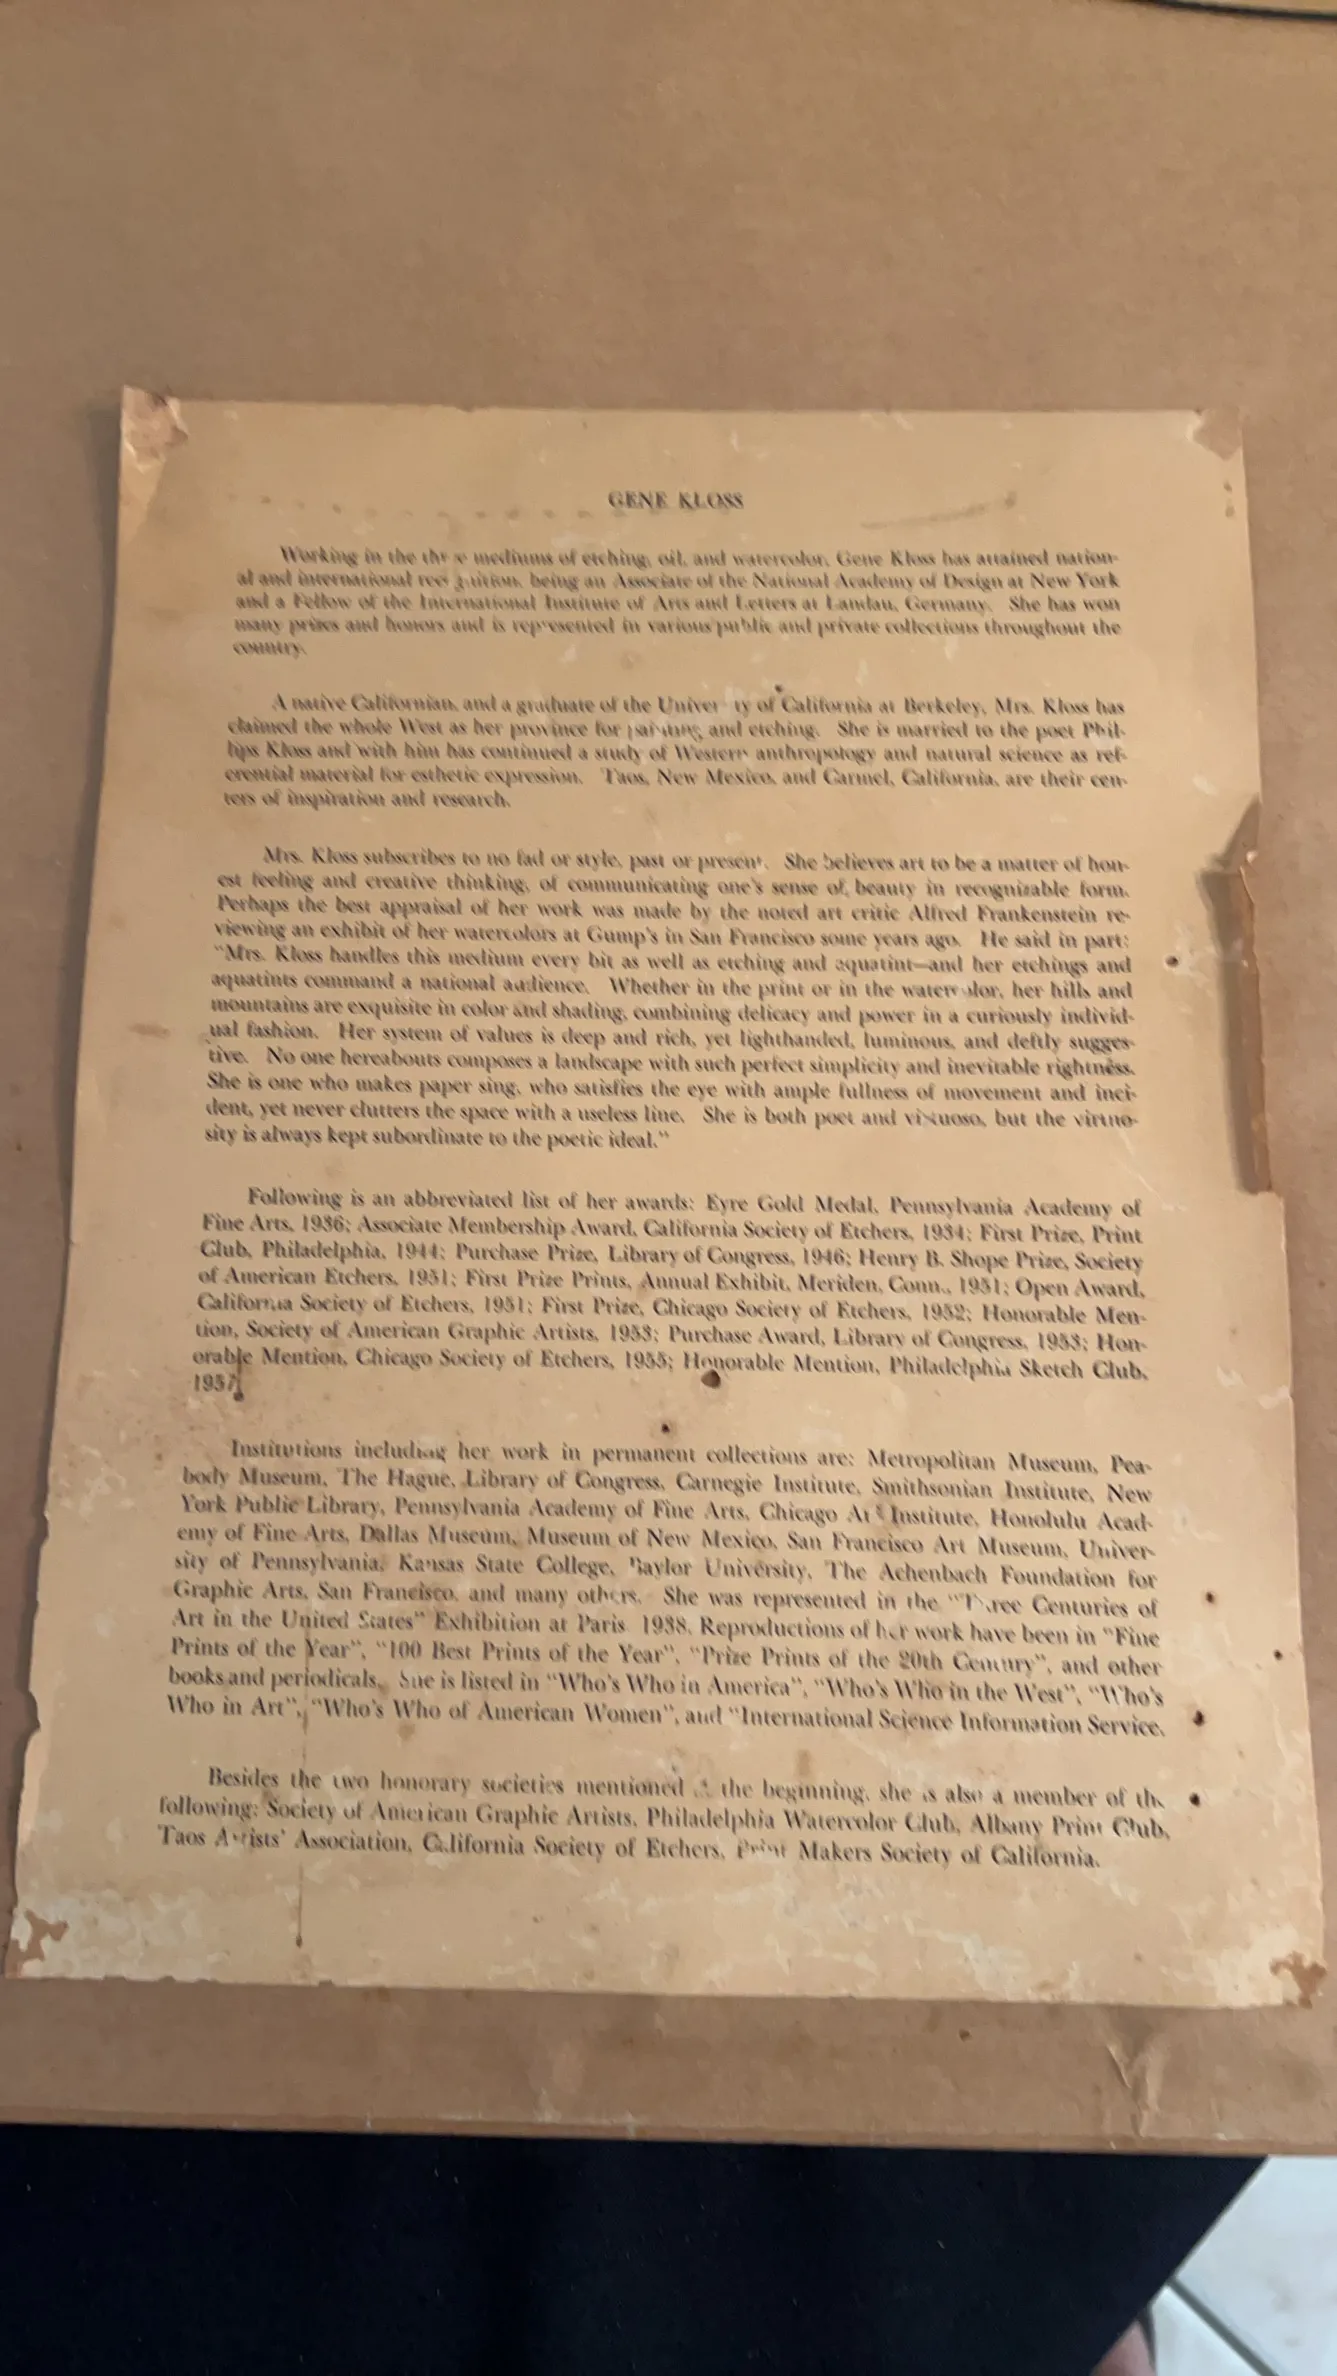 GENE KLOSS
Working in the three mediums of etching, oil, and watercolor, Gene Kloss has attained nation-
al and international recognition, being an Associate of the National Academy of Design at New York
and a Fellow of the International Institute of Arts and Letters at Landau, Germany. She has won
many prizes and honors and is represented in various public and private collections throughout the
country.
A native Californian, and a graduate of the University of California at Berkeley, Mrs. Kloss has
claimed the whole West as her province for painting and etching. She is married to the poet Phil-
lips Kloss and with him has continued a study of Western anthropology and natural science as ref-
erential material for esthetic expression. Taos, New Mexico, and Carmel, California, are their cen-
ters of inspiration and research.
Mrs. Kloss subscribes to no fad or style, past or present. She believes art to be a matter of hon-
est feeling and creative thinking, of communicating one's sense of beauty in recognizable form.
Perhaps the best appraisal of her work was made by the noted art critic Alfred Frankenstein re-
viewing an exhibit of her watercolors at Gump's in San Francisco some years ago. He said in part:
"Mrs. Kloss handles this medium every bit as well as etching and aquatint—and her etchings and
aquatints command a national audience. Whether in the print or in the watercolor, her hills and
mountains are exquisite in color and shading, combining delicacy and power in a curiously individ-
ual fashion. Her system of values is deep and rich, yet lighthanded, luminous, and deftly sugges-
tive. No one hereabouts composes a landscape with such perfect simplicity and inevitable rightness.
She is one who makes paper sing, who satisfies the eye with ample fullness of movement and inci-
dent, yet never clutters the space with a useless line. She is both poet and virtuoso, but the virtuo-
sity is always kept subordinate to the poetic ideal."
Following is an abbreviated list of her awards: Eyre Gold Medal, Pennsylvania Academy of
Fine Arts, 1936; Associate Membership Award, California Society of Etchers, 1934; First Prize, Print
Club, Philadelphia, 1944; Purchase Prize, Library of Congress, 1946; Henry B. Shope Prize, Society
of American Etchers, 1951; First Prize Prints, Annual Exhibit, Meriden, Conn., 1951; Open Award,
California Society of Etchers, 1951; First Prize, Chicago Society of Etchers, 1952; Honorable Men-
tion, Society of American Graphic Artists, 1953; Purchase Award, Library of Congress, 1953; Hon-
orable Mention, Chicago Society of Etchers, 1955; Honorable Mention, Philadelphia Sketch Club,
1957.
Institutions including her work in permanent collections are: Metropolitan Museum, Pea-
body Museum, The Hague, Library of Congress, Carnegie Institute, Smithsonian Institute, New
York Public Library, Pennsylvania Academy of Fine Arts, Chicago Art Institute, Honolulu Acad-
emy of Fine Arts, Dallas Museum, Museum of New Mexico, San Francisco Art Museum, Univer-
sity of Pennsylvania, Kansas State College, Baylor University, The Achenbach Foundation for
Graphic Arts, San Francisco, and many others. She was represented in the "Three Centuries of
Art in the United States" Exhibition at Paris 1938. Reproductions of her work have been in "Fine
Prints of the Year", "100 Best Prints of the Year", "Prize Prints of the 20th Century", and other
books and periodicals. She is listed in "Who's Who in America", "Who's Who in the West", "Who's
Who in Art", "Who's Who of American Women", and "International Science Information Service.
Besides the two honorary societies mentioned at the beginning, she is also a member of the
following: Society of American Graphic Artists, Philadelphia Watercolor Club, Albany Print Club,
Taos Artists' Association, California Society of Etchers, Print Makers Society of California.